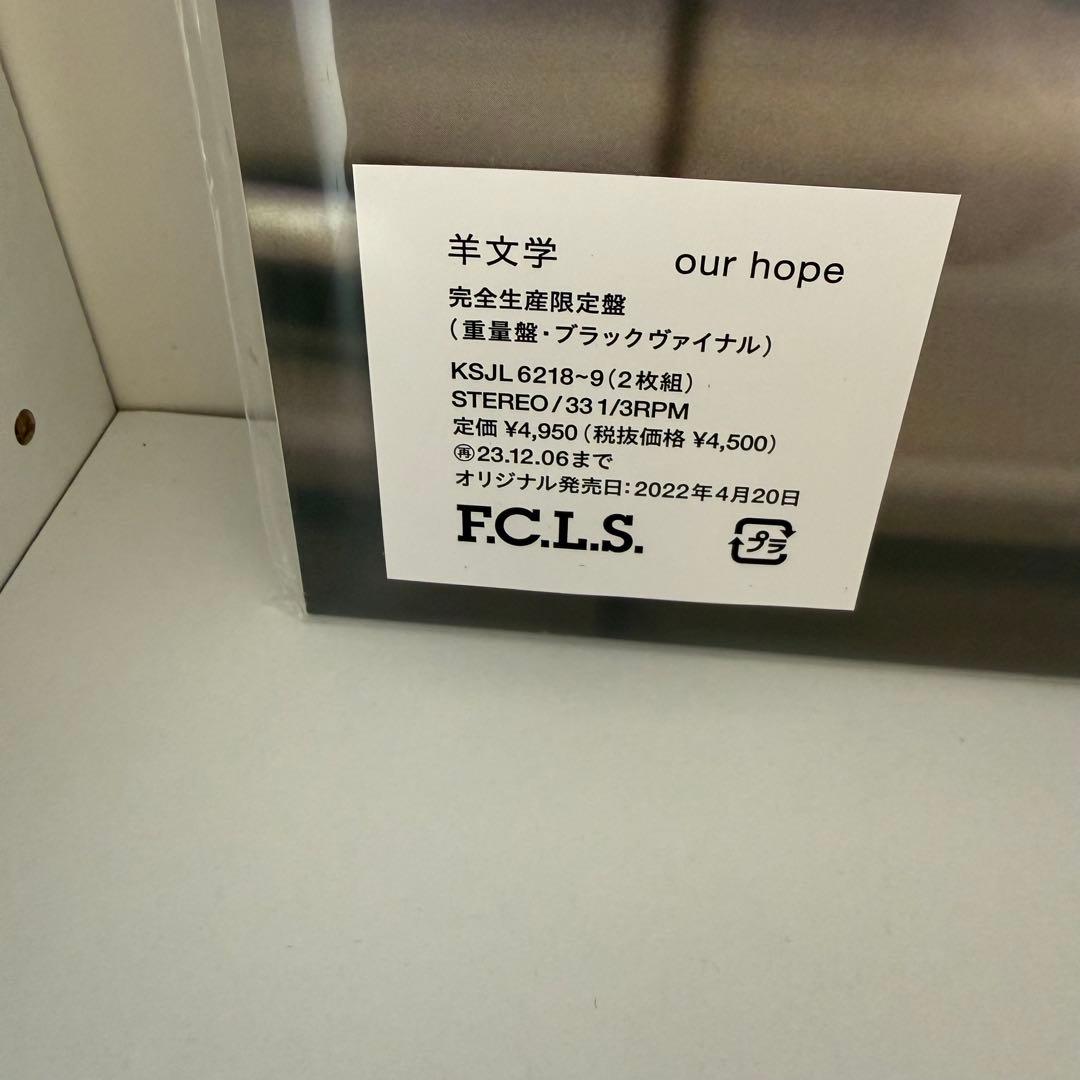 羊文学 our hope
完全生産限定盤
(重量盤・ブラックヴァイナル)
KSJL 6218~9(2枚組)
STEREO/33 1/3RPM
定価 ¥4,950(税抜価格 ¥4,500)
㊞23.12.06まで
オリジナル発売日:2022年4月20日
F.C.L.S.
プラ